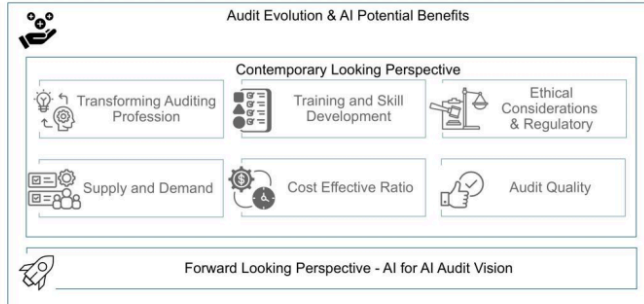 Audit Evolution & AI Potential Benefits
Contemporary Looking Perspective
Transforming Auditing
Profession
Training and Skill
Development
Ethical
Considerations
& Regulatory
Supply and Demand
Cost Effective Ratio
Audit Quality
Forward Looking Perspective - AI for AI Audit Vision